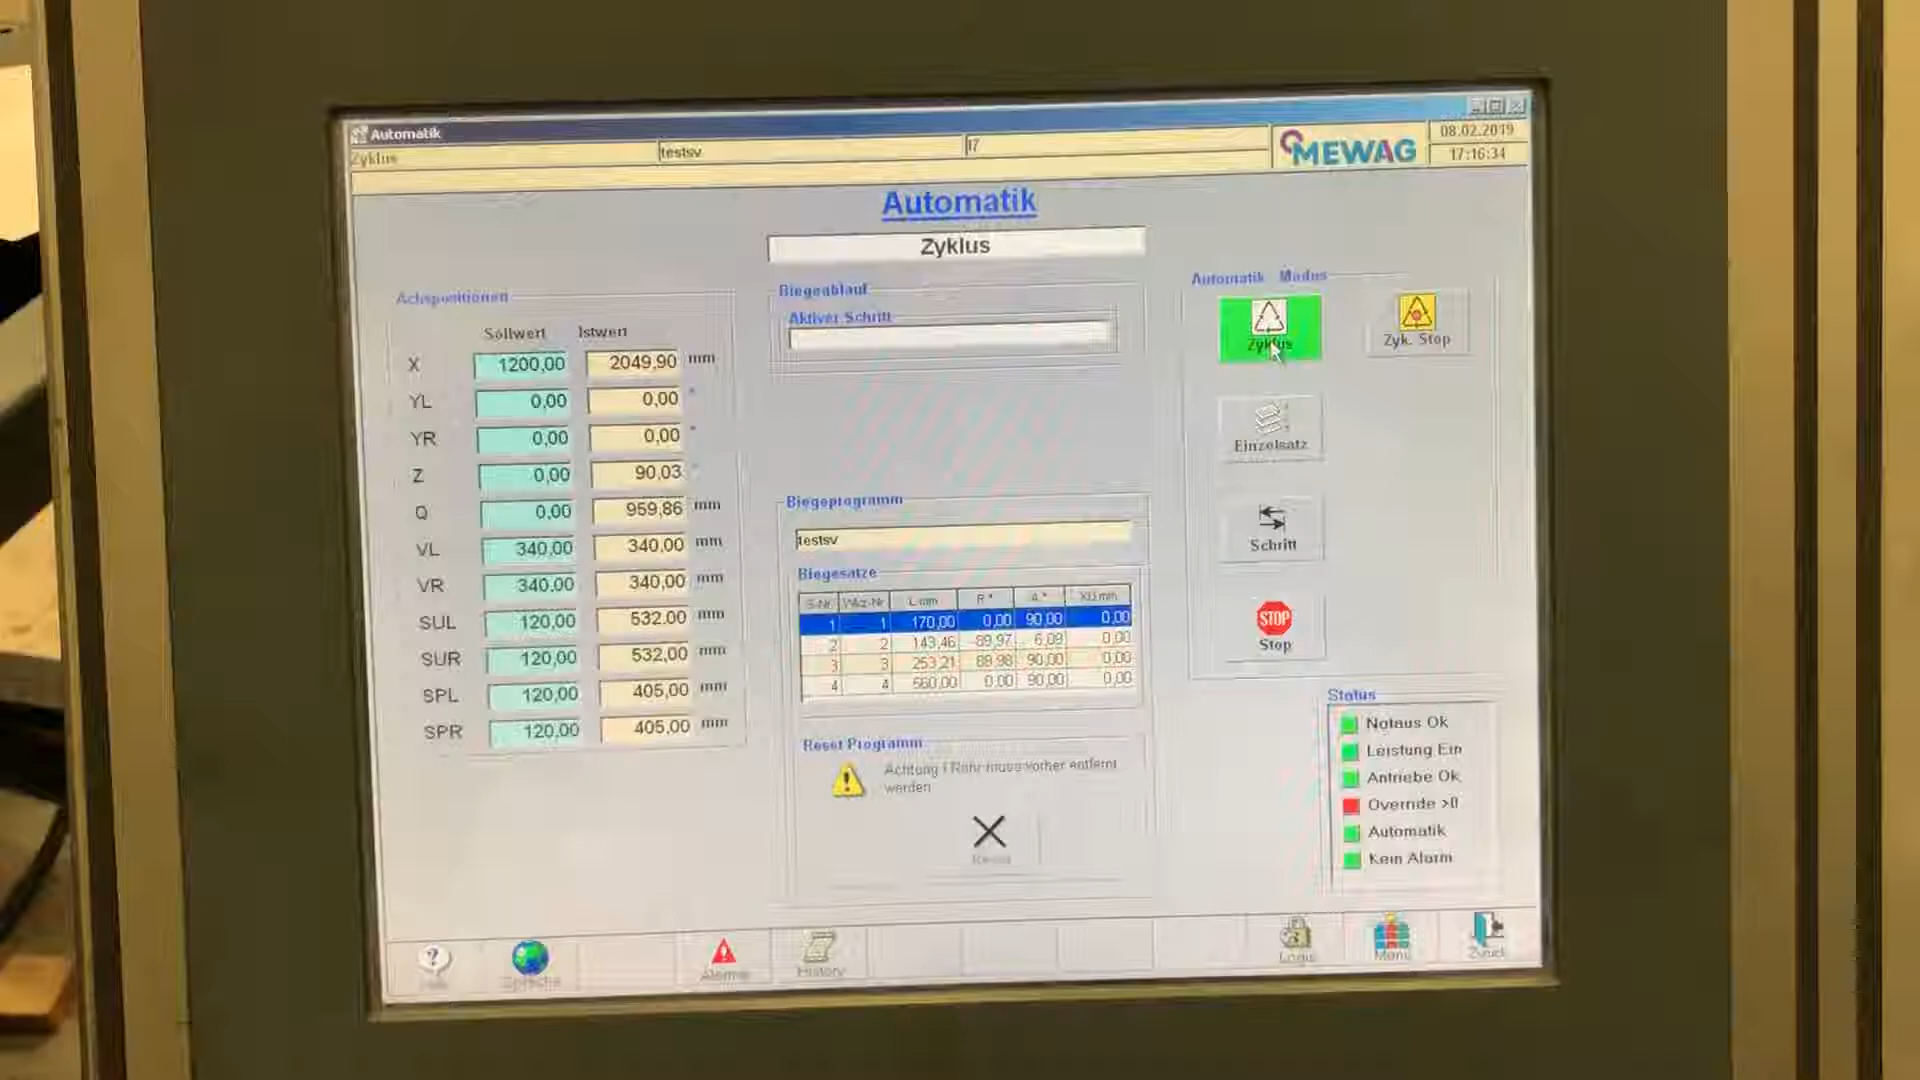 Automatik
Zyklus
testsv
MEWAG
08.02.2019
17:16:34
Automatik
Zyklus
Achspositionen
Sollwert Istwert
X 1200,00 2049,90 mm
YL 0,00 0,00 °
YR 0,00 0,00 °
Z 0,00 90,03 °
Q 0,00 959,86 mm
VL 340,00 340,00 mm
VR 340,00 340,00 mm
SUL 120,00 532,00 mm
SUR 120,00 532,00 mm
SPL 120,00 405,00 mm
SPR 120,00 405,00 mm
Biegeablauf
Aktiver Schritt
Biegeprogramm
testsv
Biegesätze
S-Nr. Wkz-Nr L mm R ° A ° XÜ mm
1 1 170,00 0,00 90,00 0,00
2 2 143,46 -89,97 6,09 0,00
3 3 253,21 89,98 90,00 0,00
4 4 560,00 0,00 90,00 0,00
Reset Programm
Achtung ! Rohr muss vorher entfernt
werden
Reset
Automatik Modus
Zyklus
Zyk. Stop
Einzelsatz
Schritt
STOP
Stop
Status
Notaus Ok
Leistung Ein
Antriebe Ok
Override >0
Automatik
Kein Alarm
Sprache
Alarme
History
Login
Menü
Zurück